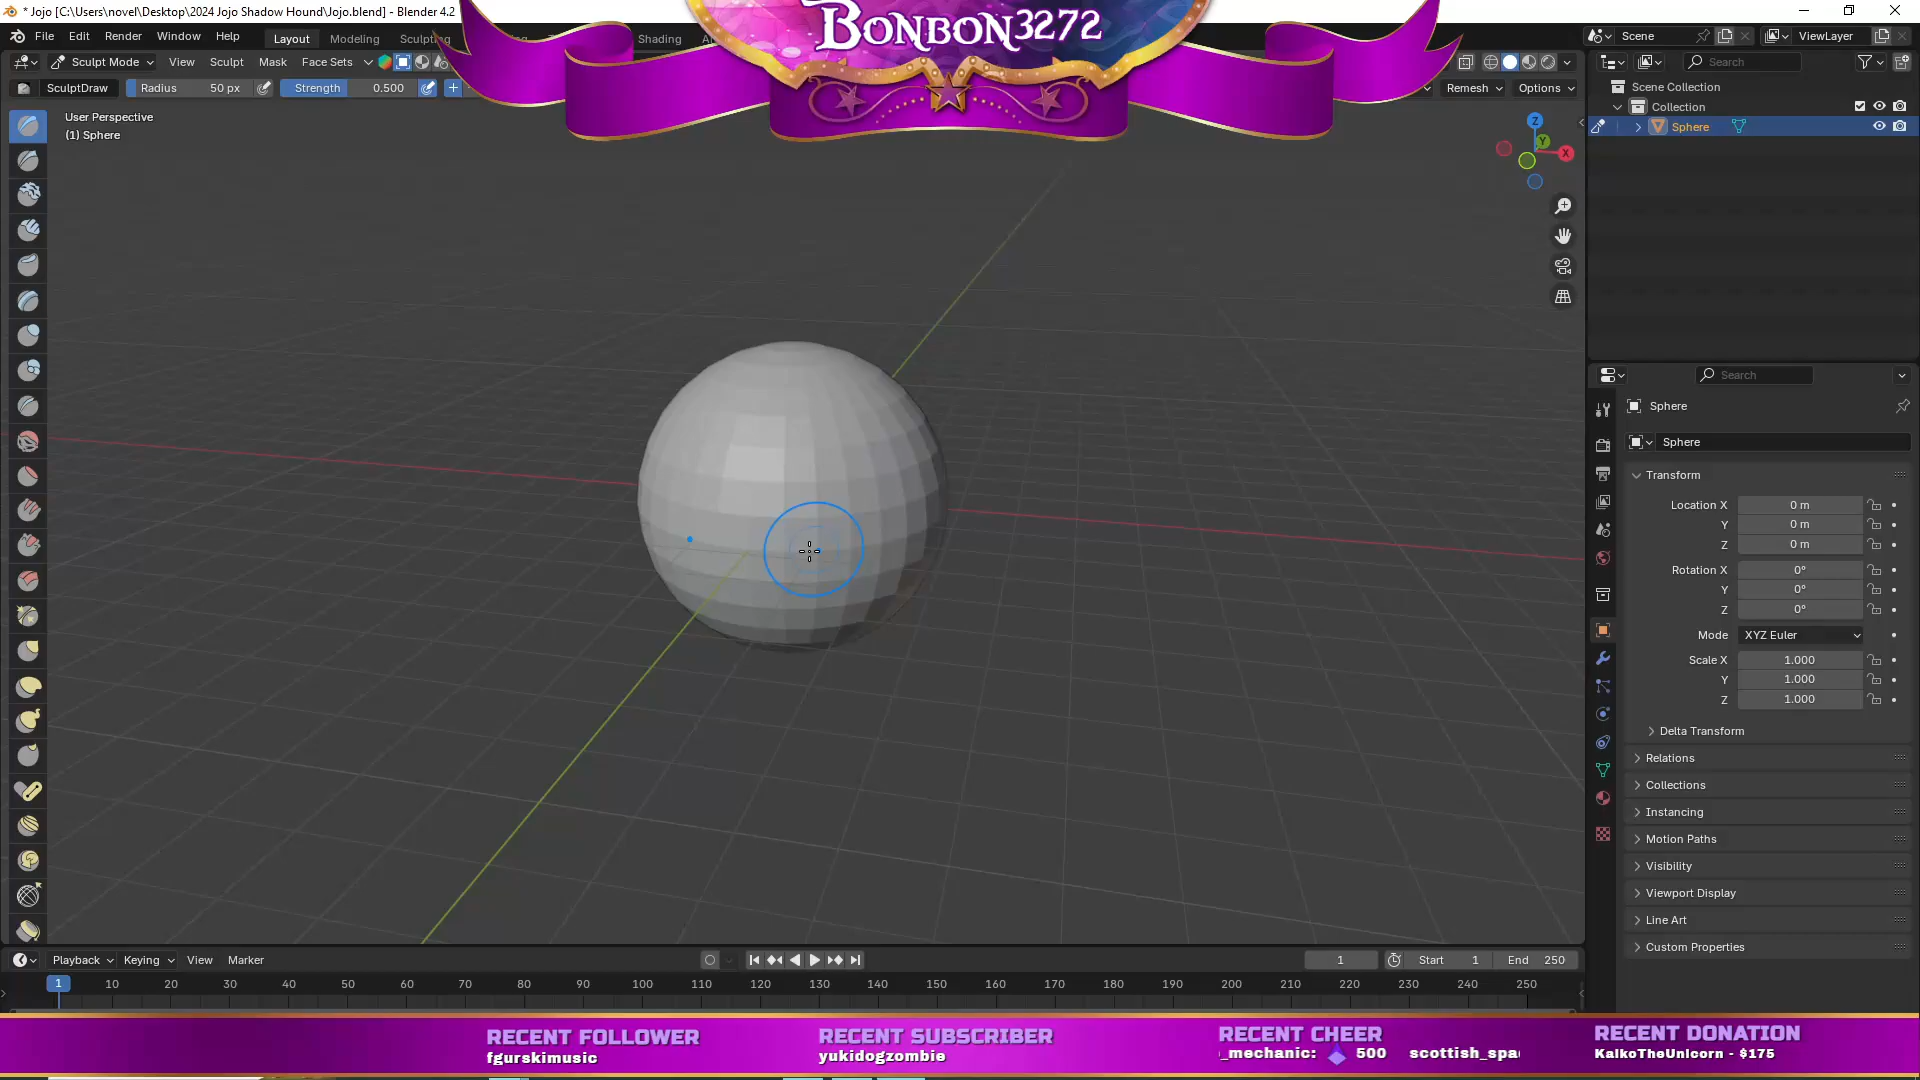 * Jojo [C:\Users\novel\Desktop\2024 Jojo Shadow Hound\Jojo.blend] - Blender 4.2
BONBON3272
File Edit Render Window Help Layout Modeling Sculpting Shading
Scene ViewLayer
Sculpt Mode View Sculpt Mask Face Sets
Search
SculptDraw Radius 50 px Strength 0.500
Remesh Options
Scene Collection
Collection
Sphere
User Perspective
(1) Sphere
Z
Y
X
Search
Sphere
Sphere
Transform
Location X 0 m
Y 0 m
Z 0 m
Rotation X 0°
Y 0°
Z 0°
Mode XYZ Euler
Scale X 1.000
Y 1.000
Z 1.000
Delta Transform
Relations
Collections
Instancing
Motion Paths
Visibility
Viewport Display
Line Art
Custom Properties
Playback Keying View Marker 1 Start 1 End 250
1 10 20 30 40 50 60 70 80 90 100 110 120 130 140 150 160 170 180 190 200 210 220 230 240 250
RECENT FOLLOWER
fgurskimusic
RECENT SUBSCRIBER
yukidogzombie
RECENT CHEER
_mechanic: 500 scottish_spa
RECENT DONATION
KaikoTheUnicorn - $175